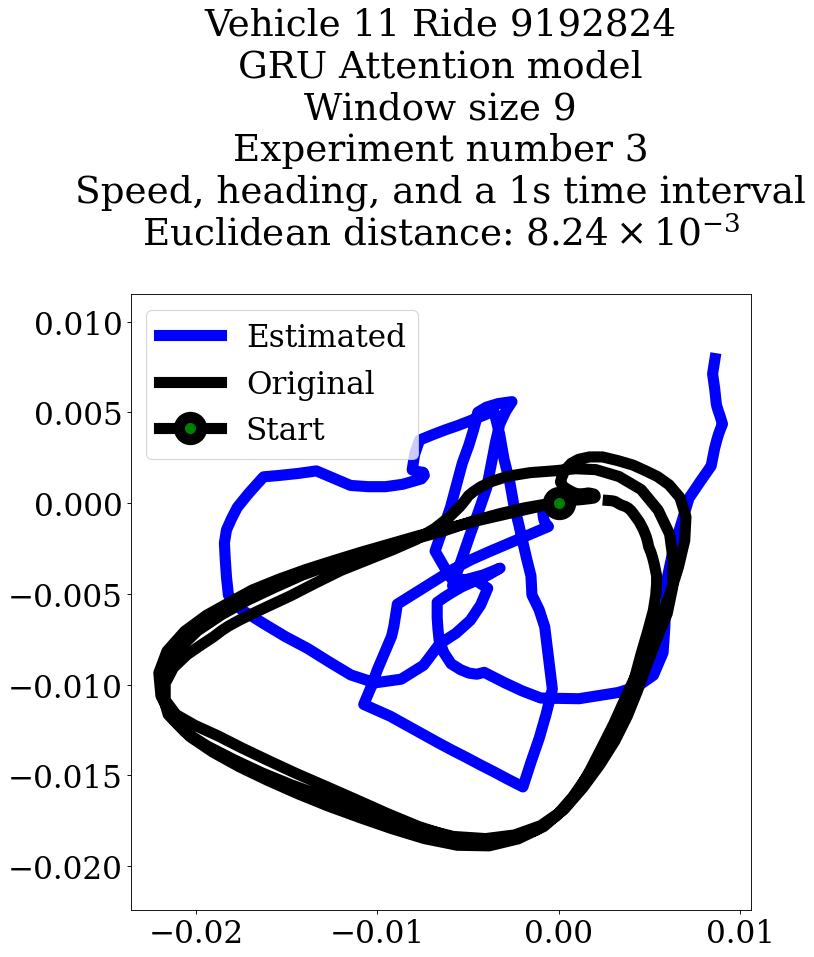 Vehicle 11 Ride 9192824
GRU Attention model
Window size 9
Experiment number 3
Speed, heading, and a 1s time interval
Euclidean distance: 8.24 × 10⁻³
Estimated
Original
Start
0.010
0.005
0.000
−0.005
−0.010
−0.015
−0.020
−0.02
−0.01
0.00
0.01